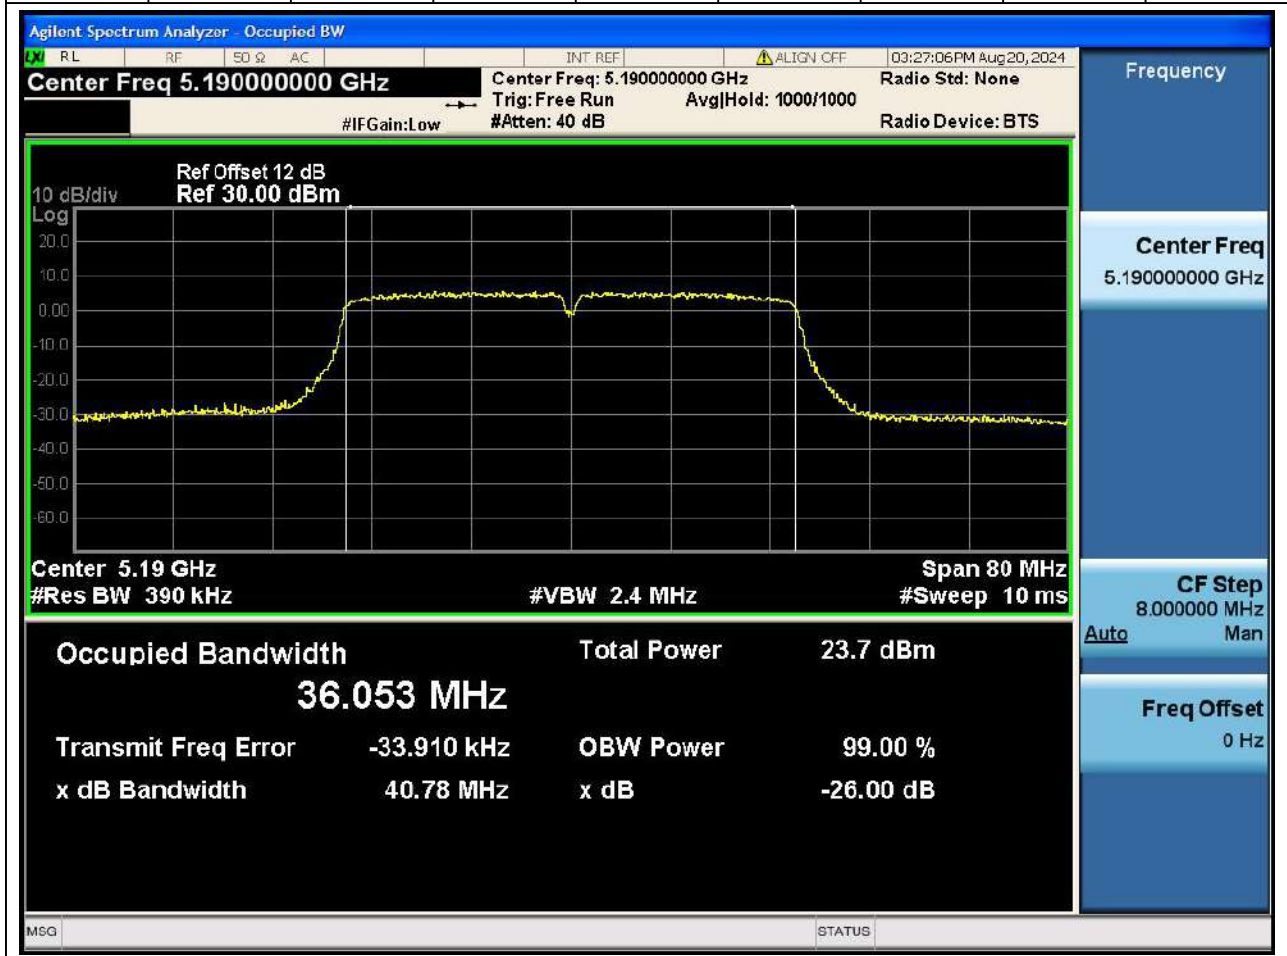 Agilent Spectrum Analyzer - Occupied BW
LXI RL RF 50 Ω AC INT REF ALIGN OFF 03:27:06PM Aug20, 2024
Center Freq 5.190000000 GHz
Center Freq: 5.190000000 GHz
Radio Std: None
Trig: Free Run Avg|Hold: 1000/1000
#IFGain:Low #Atten: 40 dB Radio Device: BTS
Ref Offset 12 dB
10 dB/div Ref 30.00 dBm
Log
20.0
10.0
0.00
-10.0
-20.0
-30.0
-40.0
-50.0
-60.0
Center 5.19 GHz Span 80 MHz
#Res BW 390 kHz #VBW 2.4 MHz #Sweep 10 ms
Occupied Bandwidth Total Power 23.7 dBm
36.053 MHz
Transmit Freq Error -33.910 kHz OBW Power 99.00 %
x dB Bandwidth 40.78 MHz x dB -26.00 dB
MSG STATUS
Frequency
Center Freq
5.190000000 GHz
CF Step
8.000000 MHz
Auto Man
Freq Offset
0 Hz